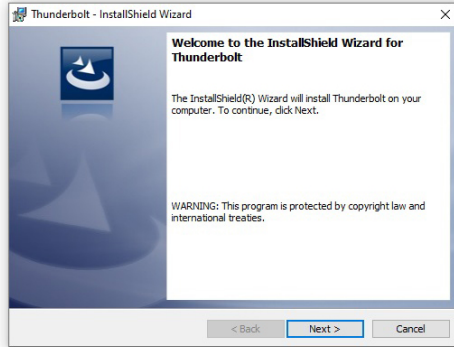 Thunderbolt - InstallShield Wizard
Welcome to the InstallShield Wizard for
Thunderbolt
The InstallShield(R) Wizard will install Thunderbolt on your
computer. To continue, click Next.
WARNING: This program is protected by copyright law and
international treaties.
< Back
Next >
Cancel